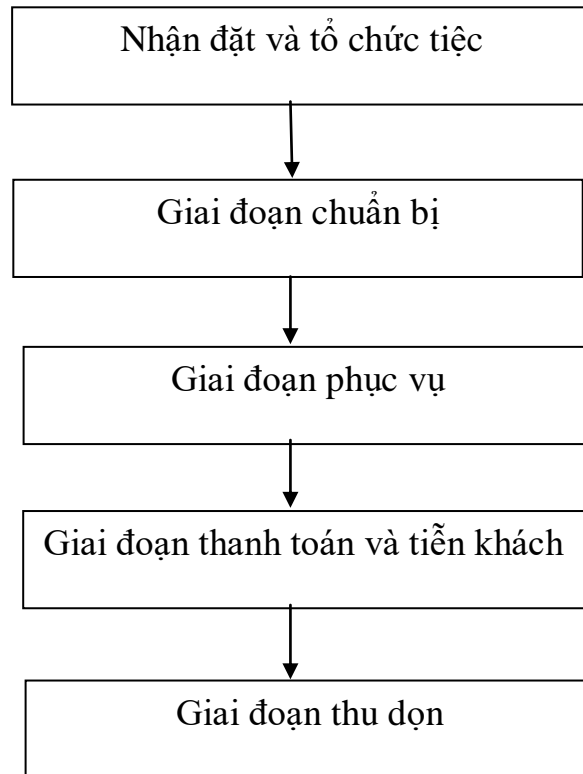 Nhận đặt và tổ chức tiệc
Giai đoạn chuẩn bị
Giai đoạn phục vụ
Giai đoạn thanh toán và tiễn khách
Giai đoạn thu dọn